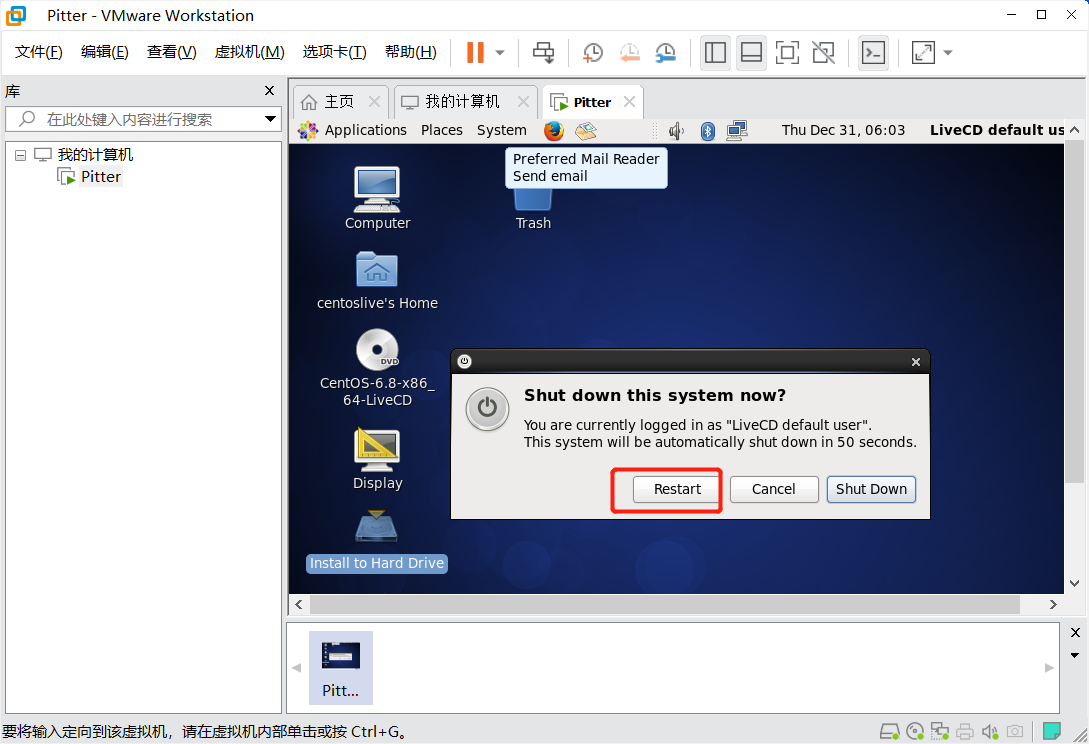 Pitter - VMware Workstation
文件(F) 编辑(E) 查看(V) 虚拟机(M) 选项卡(T) 帮助(H)
库
在此处键入内容进行搜索
我的计算机
Pitter
主页 我的计算机 Pitter
Applications Places System Thu Dec 31, 06:03 LiveCD default us
Preferred Mail Reader
Send email
Computer
Trash
centoslive's Home
DVD
CentOS-6.8-x86_
64-LiveCD
Display
Install to Hard Drive
Shut down this system now?
You are currently logged in as "LiveCD default user".
This system will be automatically shut down in 50 seconds.
Restart Cancel Shut Down
Pitt...
要将输入定向到该虚拟机，请在虚拟机内部单击或按 Ctrl+G。